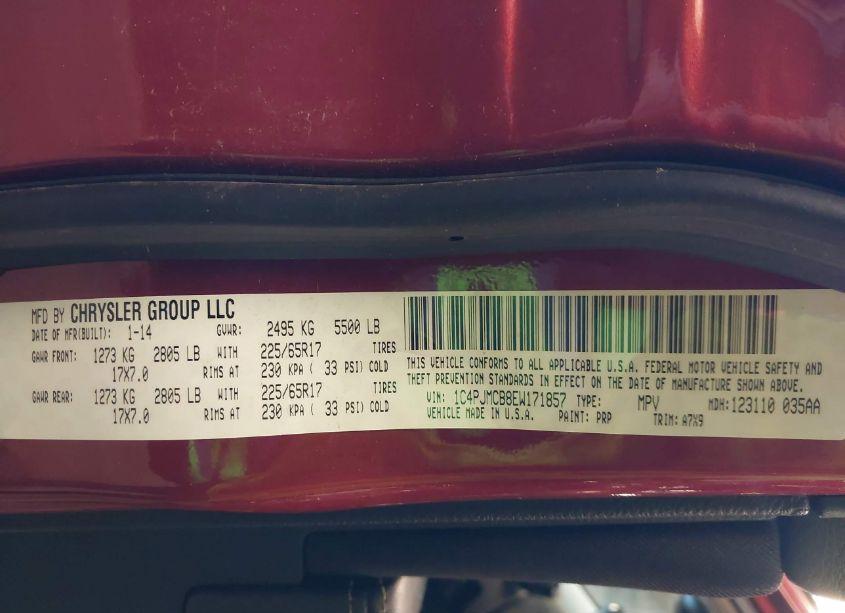 MFD BY CHRYSLER GROUP LLC
DATE OF MFR(BUILT): 1-14 GVWR: 2495 KG 5500 LB
GAWR FRONT: 1273 KG 2805 LB WITH 225/65R17 TIRES
17X7.0 RIMS AT 230 KPA ( 33 PSI) COLD
GAWR REAR: 1273 KG 2805 LB WITH 225/65R17 TIRES
17X7.0 RIMS AT 230 KPA ( 33 PSI) COLD
THIS VEHICLE CONFORMS TO ALL APPLICABLE U.S.A. FEDERAL MOTOR VEHICLE SAFETY AND
THEFT PREVENTION STANDARDS IN EFFECT ON THE DATE OF MANUFACTURE SHOWN ABOVE.
VIN: 1C4PJMCB8EW171857 TYPE: MPV MDH: 123110 035AA
VEHICLE MADE IN U.S.A. PAINT: PRP TRIM: A7X9